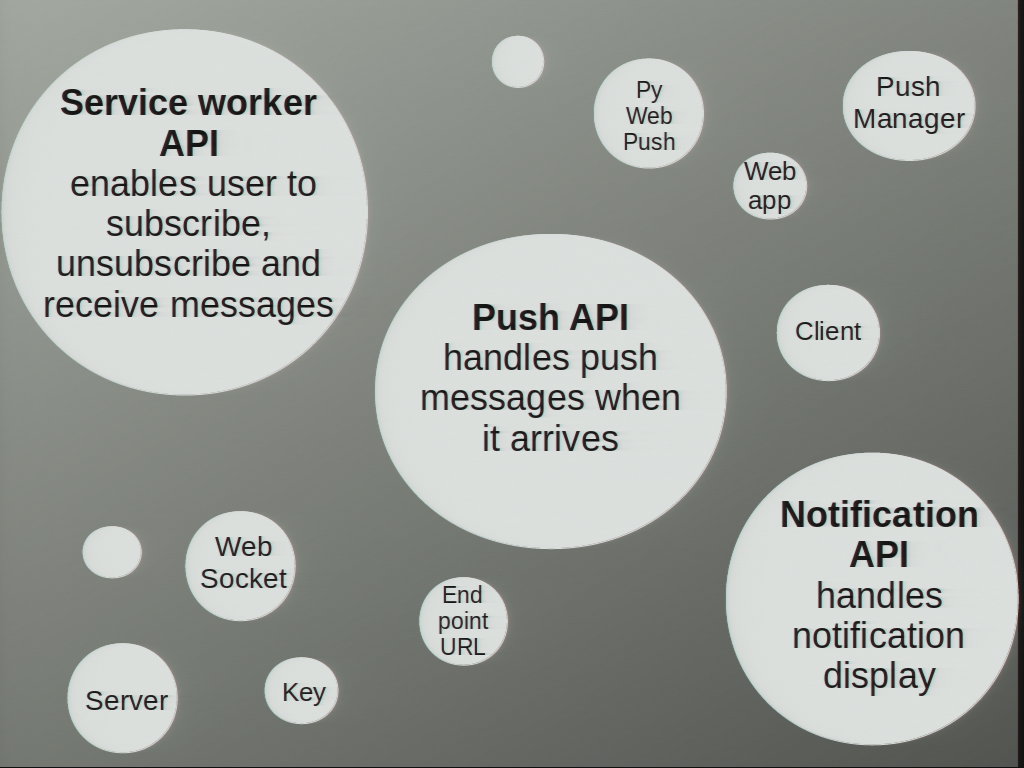 Service worker
API
enables user to
subscribe,
unsubscribe and
receive messages
Py
Web
Push
Push
Manager
Web
app
Push API
handles push
messages when
it arrives
Client
Notification
API
handles
notification
display
Web
Socket
End
point
URL
Server
Key